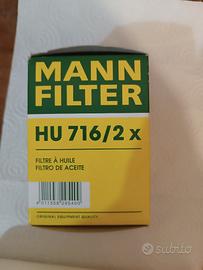 MANN
FILTER
HU 716/2 x
FILTRE À HUILE
FILTRO DE ACEITE
ORIGINAL EQUIPMENT QUALITY
subito